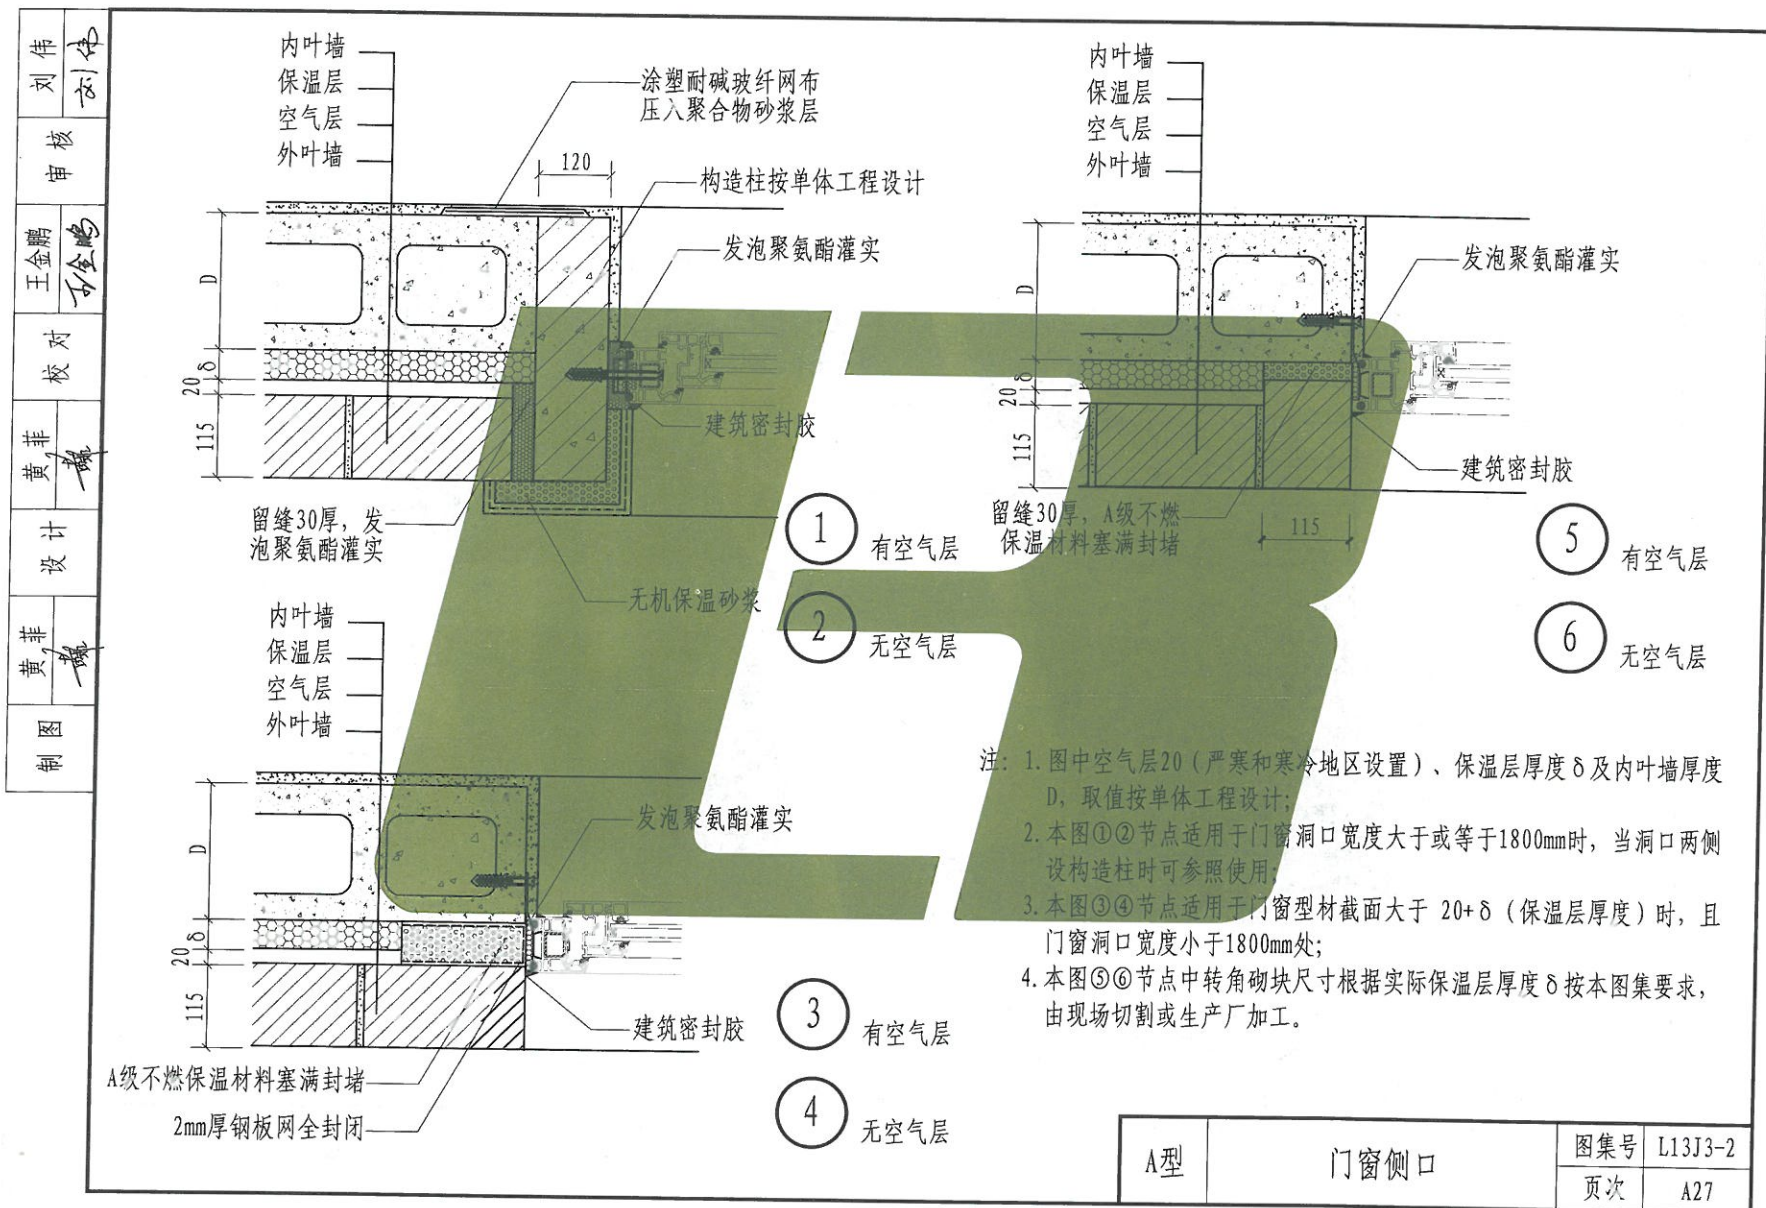 内叶墙
保温层
空气层
外叶墙
涂塑耐碱玻纤网布
压入聚合物砂浆层
120
构造柱按单体工程设计
发泡聚氨酯灌实
D
δ
20
115
建筑密封胶
留缝30厚，发
泡聚氨酯灌实
无机保温砂浆
1 有空气层
2 无空气层
内叶墙
保温层
空气层
外叶墙
发泡聚氨酯灌实
D
δ
20
115
建筑密封胶
留缝30厚，A级不燃
保温材料塞满封堵
115
5 有空气层
6 无空气层
内叶墙
保温层
空气层
外叶墙
发泡聚氨酯灌实
D
δ
20
115
建筑密封胶
A级不燃保温材料塞满封堵
2mm厚钢板网全封闭
3 有空气层
4 无空气层
注：1.图中空气层20（严寒和寒冷地区设置）、保温层厚度δ及内叶墙厚度
D，取值按单体工程设计；
2.本图①②节点适用于门窗洞口宽度大于或等于1800mm时，当洞口两侧
设构造柱时可参照使用；
3.本图③④节点适用于门窗型材截面大于 20+δ（保温层厚度）时，且
门窗洞口宽度小于1800mm处；
4.本图⑤⑥节点中转角砌块尺寸根据实际保温层厚度δ按本图集要求，
由现场切割或生产厂加工。
A型
门窗侧口
图集号 L13J3-2
页次 A27
刘伟 刘伟
审核
王金鹏 王金鹏
校对
黄菲
设计
黄菲
制图